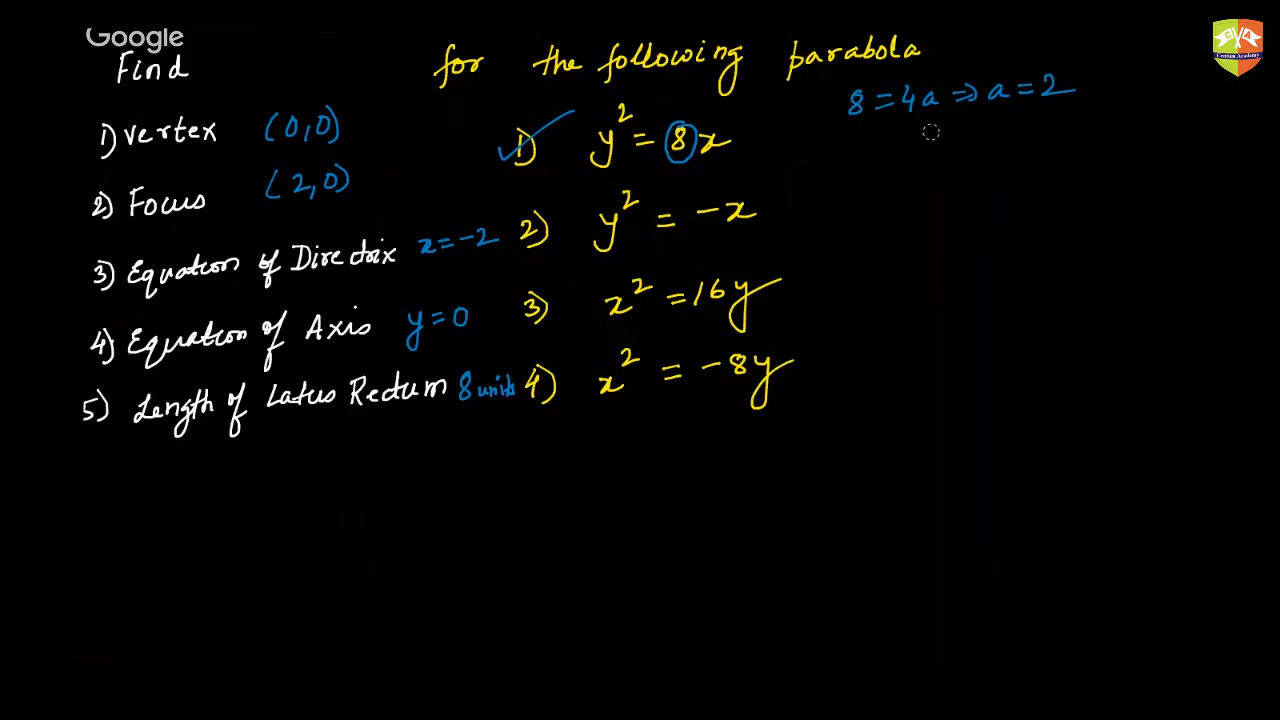 Google
Find for the following parabola
8 = 4a ⇒ a = 2
1) Vertex (0,0)
2) Focus (2,0)
3) Equation of Directrix x = -2
4) Equation of Axis y = 0
5) Length of Latus Rectum 8 units
1) y² = 8x
2) y² = -x
3) x² = 16y
4) x² = -8y
Centum Academy